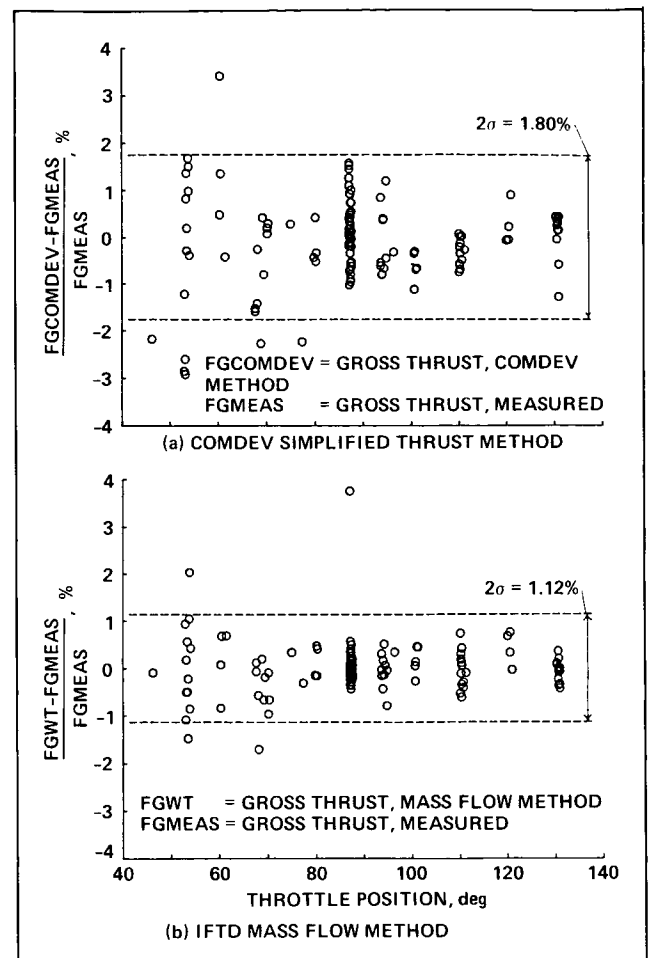 4
3
2
1
0
-1
-2
-3
-4
FGCOMDEV-FGMEAS
FGMEAS
, %
2σ = 1.80%
FGCOMDEV = GROSS THRUST, COMDEV
METHOD
FGMEAS = GROSS THRUST, MEASURED
(a) COMDEV SIMPLIFIED THRUST METHOD
4
3
2
1
0
-1
-2
-3
-4
FGWT-FGMEAS
FGMEAS
, %
2σ = 1.12%
FGWT = GROSS THRUST, MASS FLOW METHOD
FGMEAS = GROSS THRUST, MEASURED
40 60 80 100 120 140
THROTTLE POSITION, deg
(b) IFTD MASS FLOW METHOD